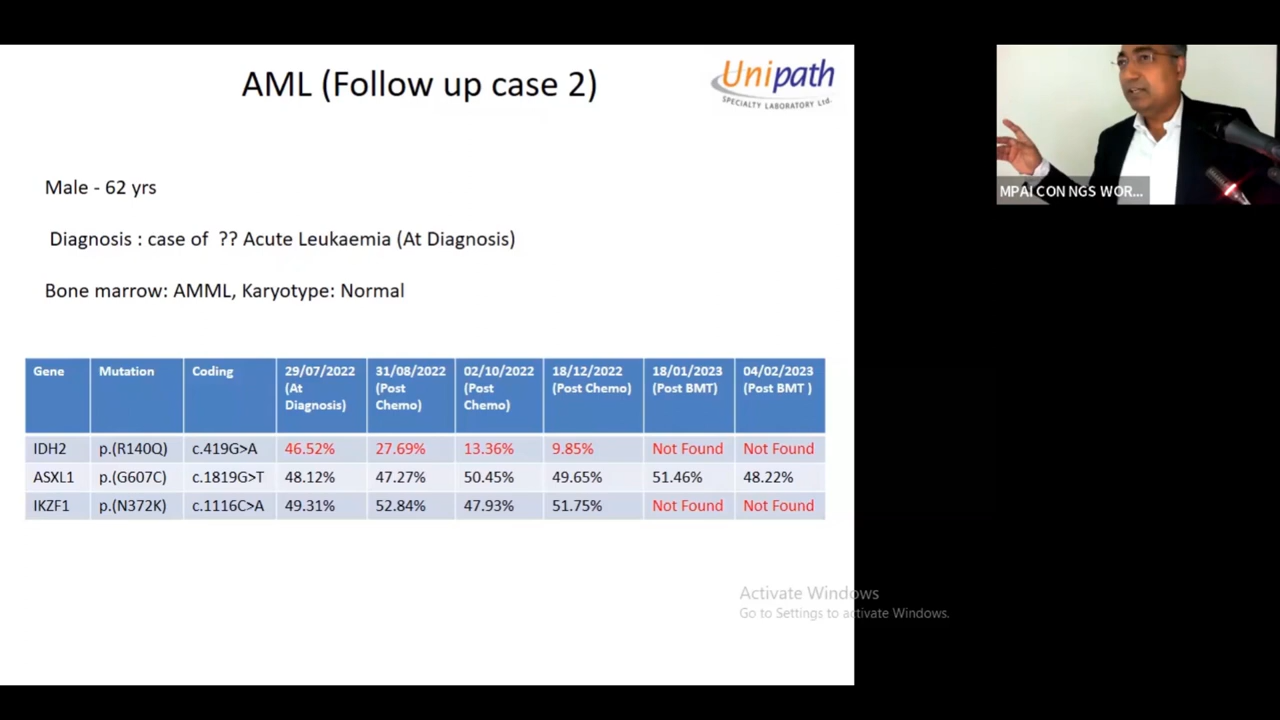 AML (Follow up case 2)
Unipath
SPECIALTY LABORATORY Ltd.
MPAI CON NGS WOR...
Male - 62 yrs
Diagnosis : case of ?? Acute Leukaemia (At Diagnosis)
Bone marrow: AMML, Karyotype: Normal
Gene Mutation Coding 29/07/2022 (At Diagnosis) 31/08/2022 (Post Chemo) 02/10/2022 (Post Chemo) 18/12/2022 (Post Chemo) 18/01/2023 (Post BMT) 04/02/2023 (Post BMT )
IDH2 p.(R140Q) c.419G>A 46.52% 27.69% 13.36% 9.85% Not Found Not Found
ASXL1 p.(G607C) c.1819G>T 48.12% 47.27% 50.45% 49.65% 51.46% 48.22%
IKZF1 p.(N372K) c.1116C>A 49.31% 52.84% 47.93% 51.75% Not Found Not Found
Activate Windows
Go to Settings to activate Windows.